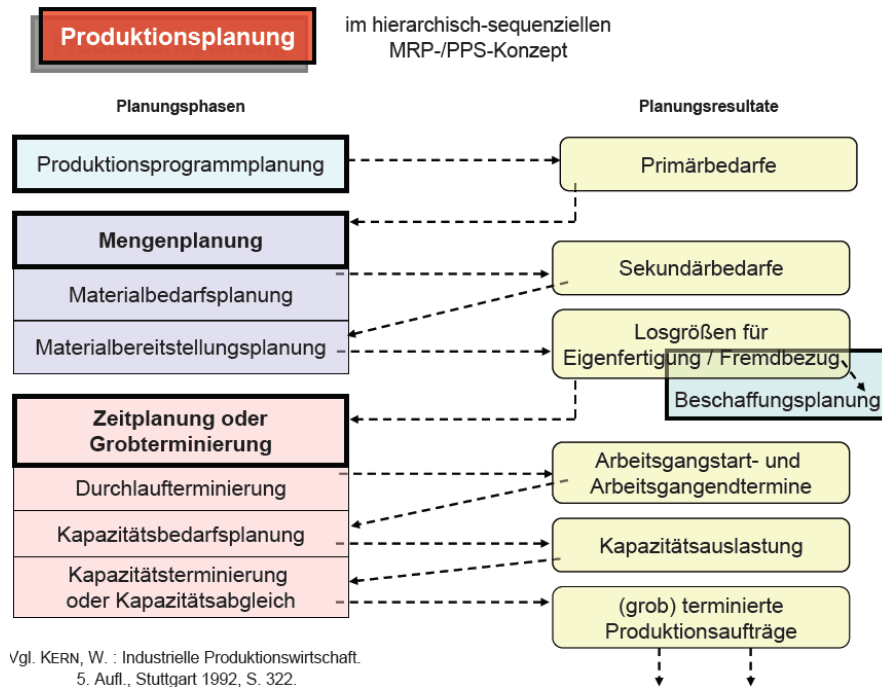 Produktionsplanung
im hierarchisch-sequenziellen
MRP-/PPS-Konzept
Planungsphasen
Planungsresultate
Produktionsprogrammplanung
Primärbedarfe
Mengenplanung
Materialbedarfsplanung
Sekundärbedarfe
Materialbereitstellungsplanung
Losgrößen für
Eigenfertigung / Fremdbezug
Beschaffungsplanung
Zeitplanung oder
Grobterminierung
Durchlaufterminierung
Arbeitsgangstart- und
Arbeitsgangendtermine
Kapazitätsbedarfsplanung
Kapazitätsauslastung
Kapazitätsterminierung
oder Kapazitätsabgleich
(grob) terminierte
Produktionsaufträge
Vgl. KERN, W. : Industrielle Produktionswirtschaft.
5. Aufl., Stuttgart 1992, S. 322.